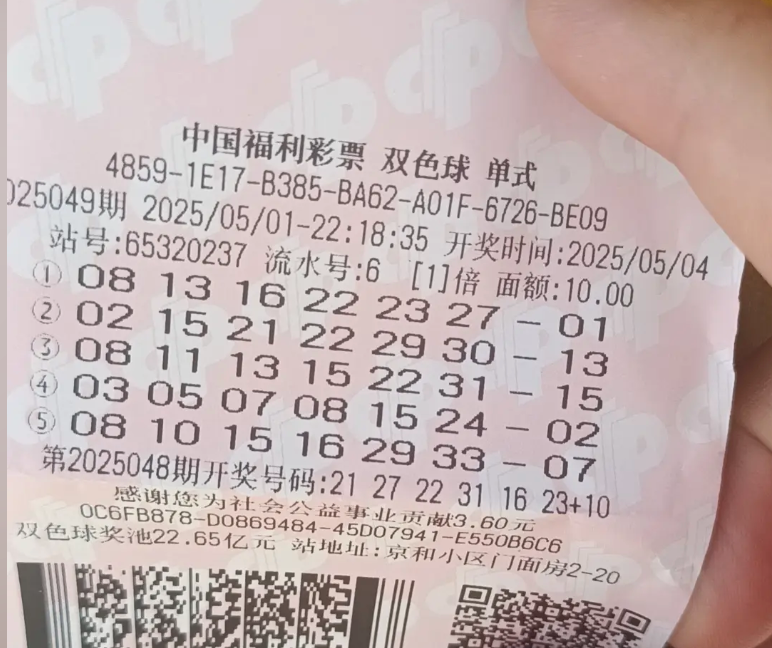 中国福利彩票 双色球 单式
4859-1E17-B385-BA62-A01F-6726-BE09
025049期 2025/05/01-22:18:35 开奖时间:2025/05/04
站号:65320237 流水号:6 [1]倍 面额:10.00
① 08 13 16 22 23 27 - 01
② 02 15 21 22 29 30 - 13
③ 08 11 13 15 22 31 - 15
④ 03 05 07 08 15 24 - 02
⑤ 08 10 15 16 29 33 - 07
第2025048期开奖号码:21 27 22 31 16 23+10
感谢您为社会公益事业贡献3.60元
0C6FB878-D0869484-45D07941-E550B6C6
双色球奖池22.65亿元 站地址:京和小区门面房2-20